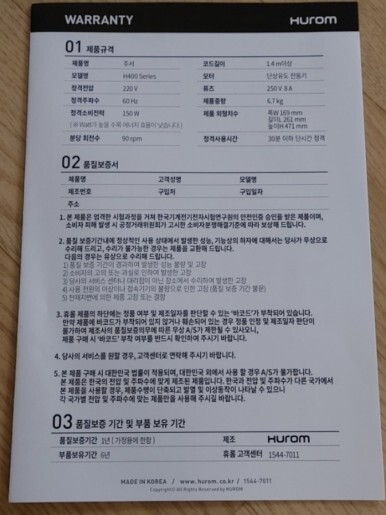 WARRANTY
HUROM
01 제품규격
제품명 주서 코드길이 1.4 m이상
모델명 H400 Series 모터 단상유도 전동기
정격전압 220 V 퓨즈 250 V 8 A
정격주파수 60 Hz 제품중량 6.7 kg
정격소비전력 150 W 제품 외형치수 폭W 169 mm
(※ Watt가 높을 수록 에너지 효율이 낮습니다) 길이L 261 mm
높이H 471 mm
분당 회전수 90 rpm 정격사용시간 30분 이하 단시간 정격
02 품질보증서
제품명 고객성명 모델명
제조번호 구입처 구입일자
주소
1. 본 제품은 엄격한 시험과정을 거쳐 한국기계전기전자시험연구원의 안전인증 승인을 받은 제품이며,
소비자 피해 발생 시 공정거래위원회가 고시한 소비자분쟁해결기준에 따라 보상해 드립니다.
2. 품질 보증기간내에 정상적인 사용 상태에서 발생한 성능, 기능상의 하자에 대해서는 당사가 무상으로
수리해 드리고, 수리가 불가능한 경우는 제품을 교환해 드립니다.
다음의 경우는 유상으로 수리해 드립니다.
1) 품질 보증 기간이 경과하여 발생한 성능 불량 및 고장
2) 소비자의 고의 또는 과실로 인하여 발생한 고장
3) 당사의 서비스 센터나 대리점이 아닌 장소에서 수리하여 발생한 고장
4) 사용 전원의 이상이나 접속기기의 불량으로 인한 고장 (품질 보증 기간 불문)
5) 천재지변에 의한 제품 고장 또는 결함
3. 휴롬 제품의 하단에는 정품 여부 및 제조일자를 판단할 수 있는 '바코드'가 부착되어 있습니다.
만약 제품에 바코드가 부착되어 있지 않거나 훼손되어 있는 경우 정품 인정 및 제조일자 판단이
불가하여 제조사의 품질보증의무에 따른 무상 A/S가 제한될 수 있사오니,
제품 구매 시 '바코드' 부착 여부를 반드시 확인하여 주시기 바랍니다.
4. 당사의 서비스를 원할 경우, 고객센터로 연락해 주시기 바랍니다.
5. 본 제품 구매 시 대한민국 법률이 적용되며, 대한민국 외에서 사용 할 경우 A/S가 불가합니다.
본 제품은 한국의 전압 및 주파수에 맞게 제조된 제품입니다. 한국과 전압 및 주파수가 다른 국가에서
본 제품을 사용할 경우, 제품수명이 단축되고 발열 및 이상동작이 나타날 수 있으니
각 국가별 전압 및 주파수에 맞는 제품만을 사용해 주시길 바랍니다.
03 품질보증 기간 및 부품 보유 기간
품질보증기간 1년 ( 가정용에 한함 ) 제조 HUROM
부품보유기간 6년 휴롬 고객센터 1544-7011
MADE IN KOREA / www.hurom.co.kr / 1544-7011
Copyright© All Rights Reserved by HUROM